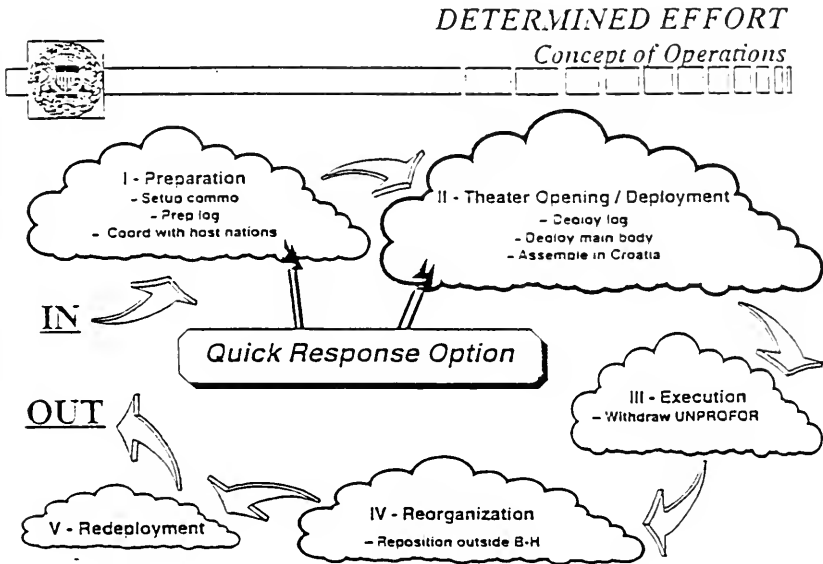 DETERMINED EFFORT
Concept of Operations
I - Preparation
- Setup commo
- Prep log
- Coord with host nations
II - Theater Opening / Deployment
- Deploy log
- Deploy main body
- Assemble in Croatia
IN
Quick Response Option
III - Execution
- Withdraw UNPROFOR
OUT
IV - Reorganization
- Reposition outside B-H
V - Redeployment